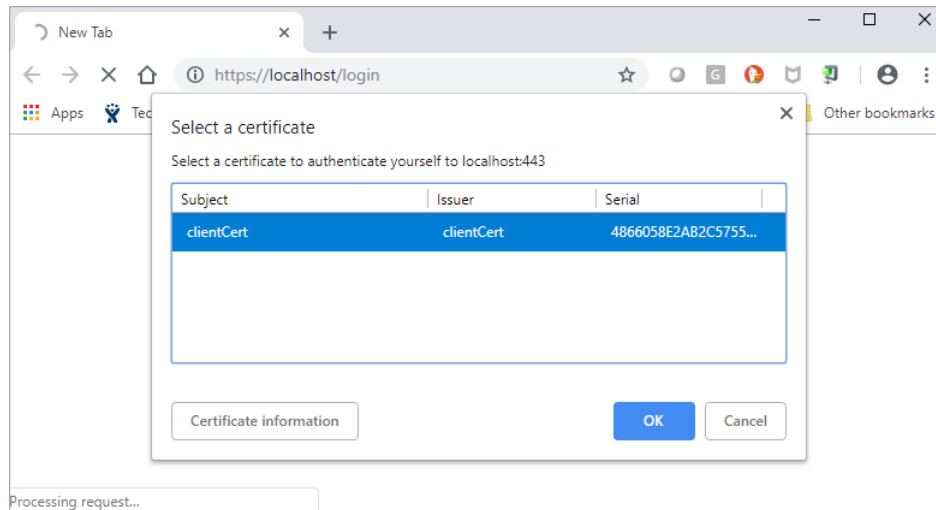 New Tab
https://localhost/login
G
Apps
Tec
Other bookmarks
Select a certificate
Select a certificate to authenticate yourself to localhost:443
Subject Issuer Serial
clientCert clientCert 4866058E2AB2C5755...
Certificate information OK Cancel
Processing request...